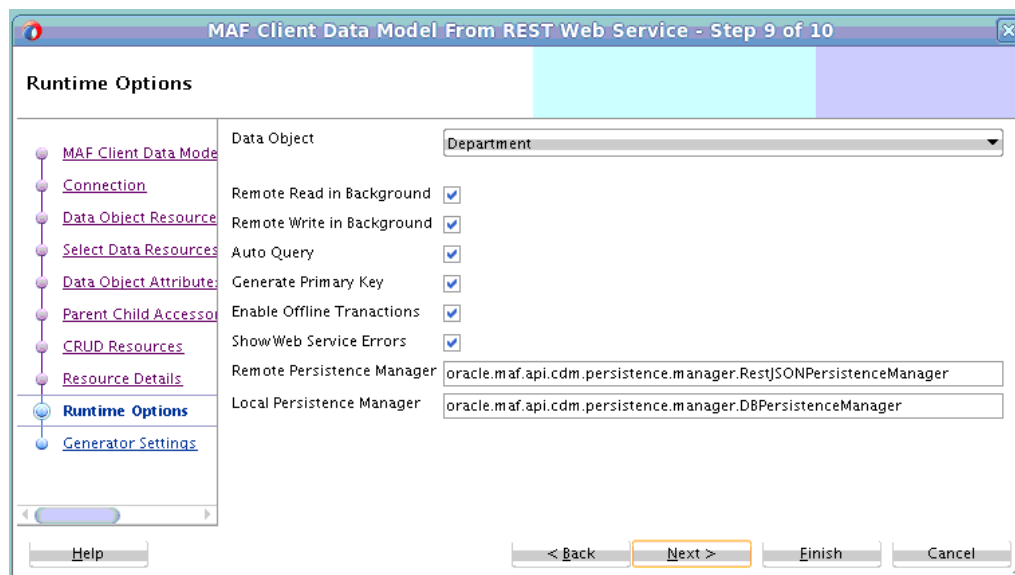 MAF Client Data Model From REST Web Service - Step 9 of 10
Runtime Options
MAF Client Data Mode
Connection
Data Object Resource
Select Data Resources
Data Object Attribute
Parent Child Accesso
CRUD Resources
Resource Details
Runtime Options
Generator Settings
Data Object
Department
Remote Read in Background
Remote Write in Background
Auto Query
Generate Primary Key
Enable Offline Tranactions
Show Web Service Errors
Remote Persistence Manager oracle.maf.api.cdm.persistence.manager.RestJSONPersistenceManager
Local Persistence Manager oracle.maf.api.cdm.persistence.manager.DBPersistenceManager
Help
< Back
Next >
Finish
Cancel